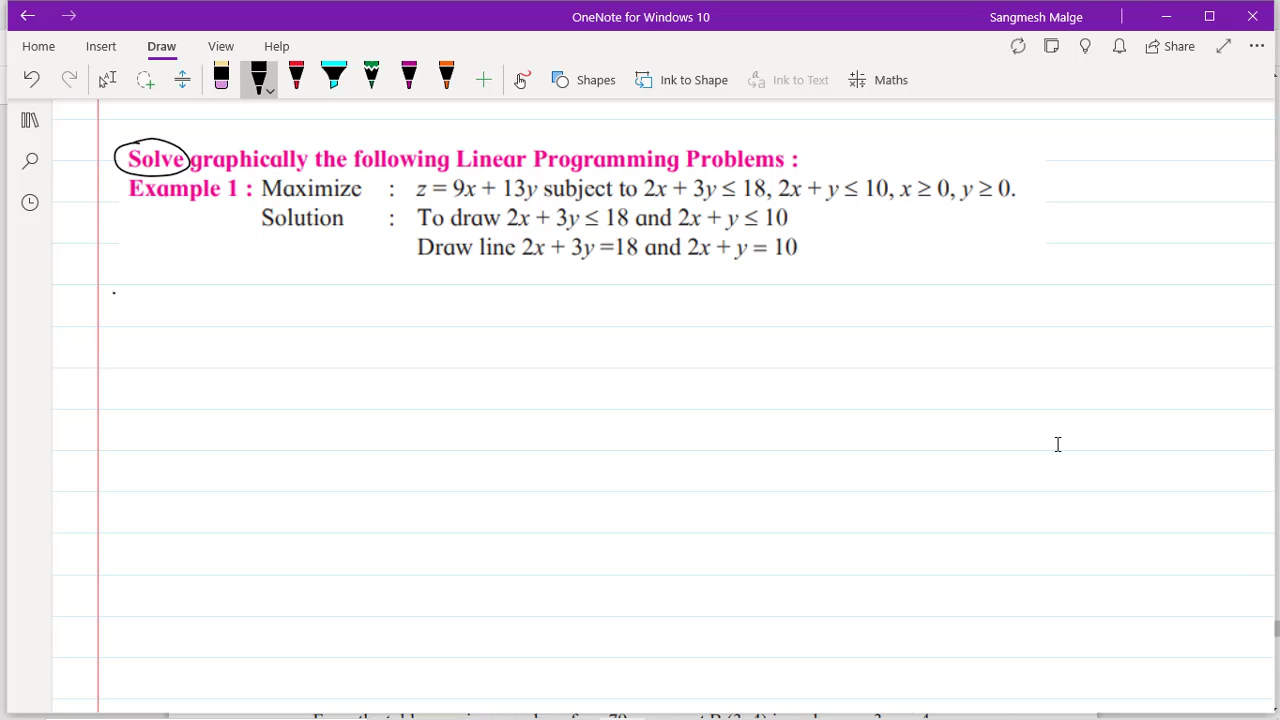 OneNote for Windows 10
Sangmesh Malge
Home Insert Draw View Help
Share
Shapes Ink to Shape Ink to Text Maths
Solve graphically the following Linear Programming Problems :
Example 1 : Maximize : z = 9x + 13y subject to 2x + 3y ≤ 18, 2x + y ≤ 10, x ≥ 0, y ≥ 0.
Solution : To draw 2x + 3y ≤ 18 and 2x + y ≤ 10
Draw line 2x + 3y =18 and 2x + y = 10